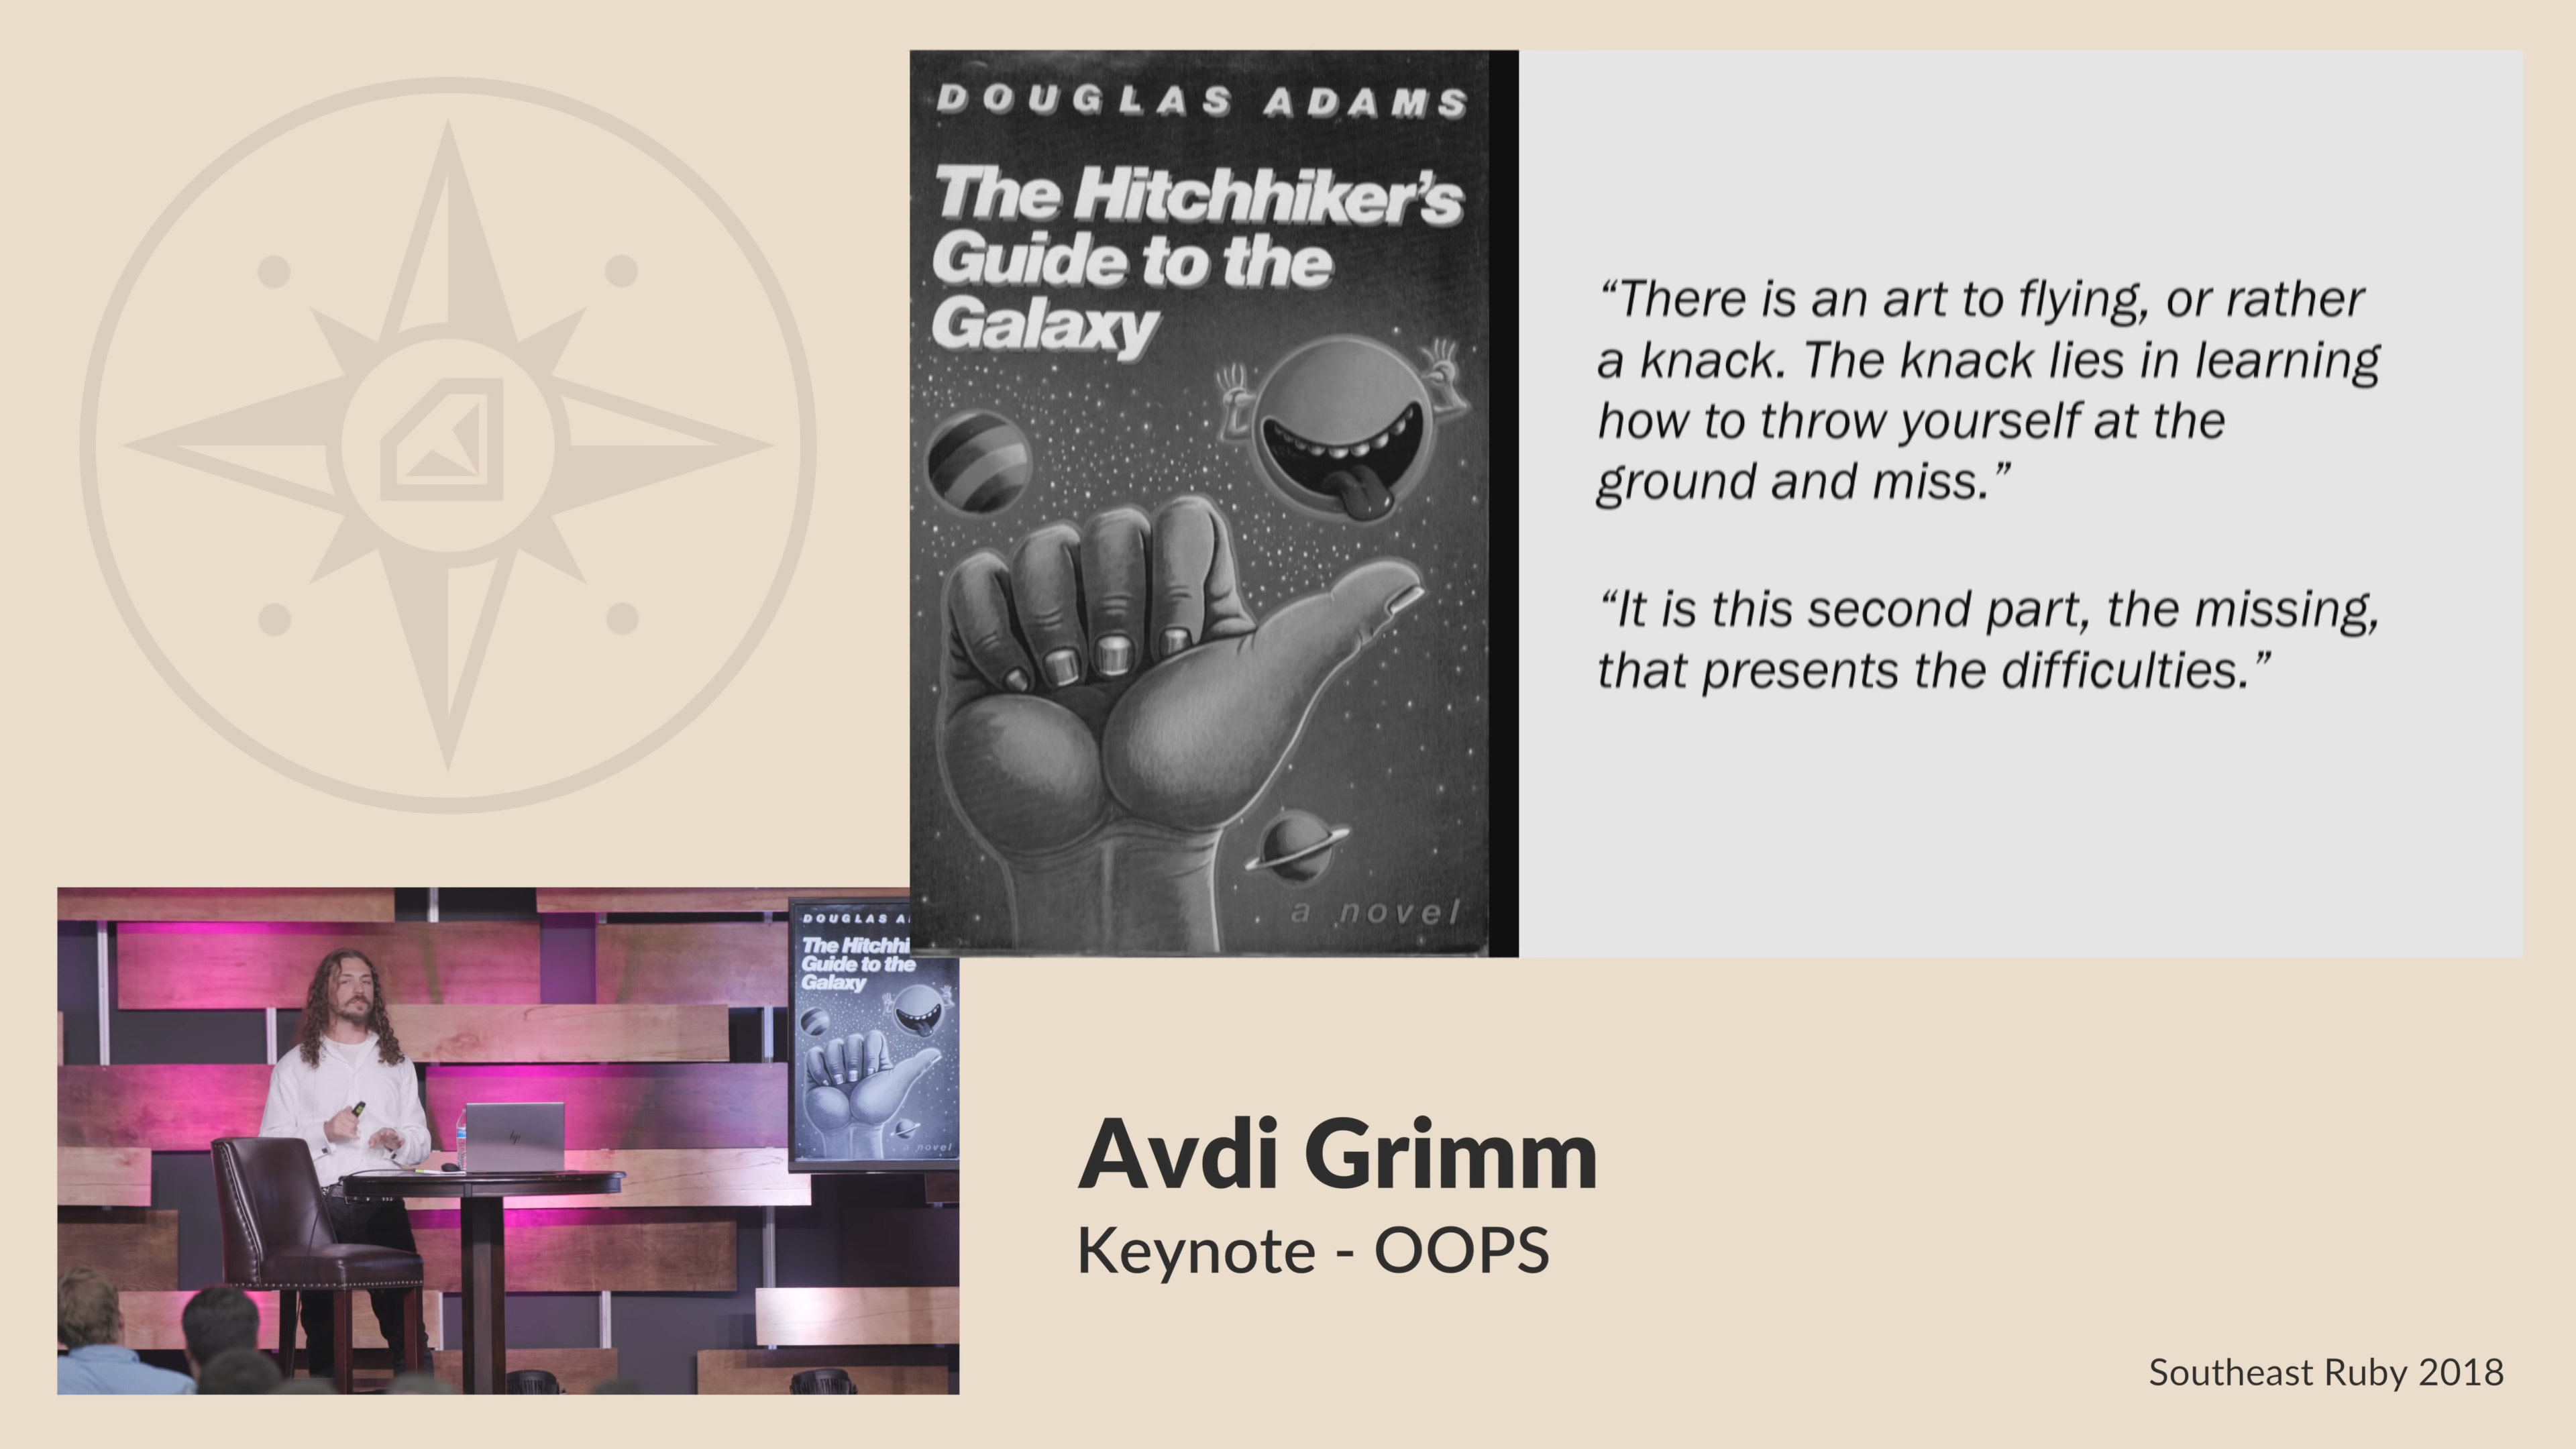 DOUGLAS ADAMS
The Hitchhiker's
Guide to the
Galaxy
a novel
“There is an art to flying, or rather
a knack. The knack lies in learning
how to throw yourself at the
ground and miss.”
“It is this second part, the missing,
that presents the difficulties.”
DOUGLAS A
The Hitchhi
Guide to the
Galaxy
a novel
hp
Avdi Grimm
Keynote - OOPS
Southeast Ruby 2018